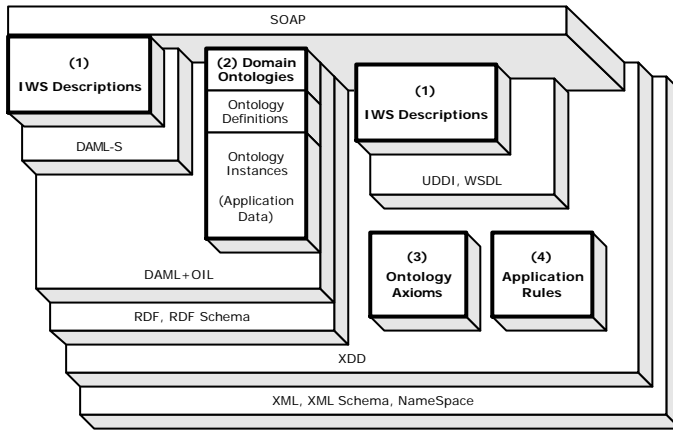 SOAP
(1)
IWS Descriptions
(2) Domain
Ontologies
Ontology
Definitions
Ontology
Instances
(Application
Data)
(1)
IWS Descriptions
DAML-S
UDDI, WSDL
(3)
Ontology
Axioms
(4)
Application
Rules
DAML+OIL
RDF, RDF Schema
XDD
XML, XML Schema, NameSpace